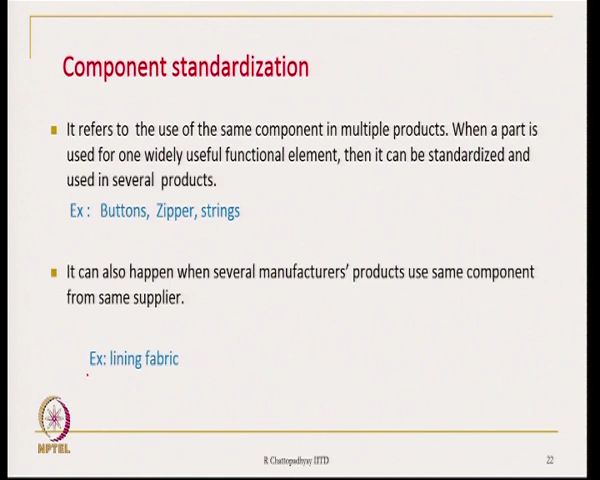 Component standardization
It refers to the use of the same component in multiple products. When a part is
used for one widely useful functional element, then it can be standardized and
used in several products.
Ex : Buttons, Zipper, strings
It can also happen when several manufacturers’ products use same component
from same supplier.
Ex: lining fabric
NPTEL
R Chattopadhyay IITD
22